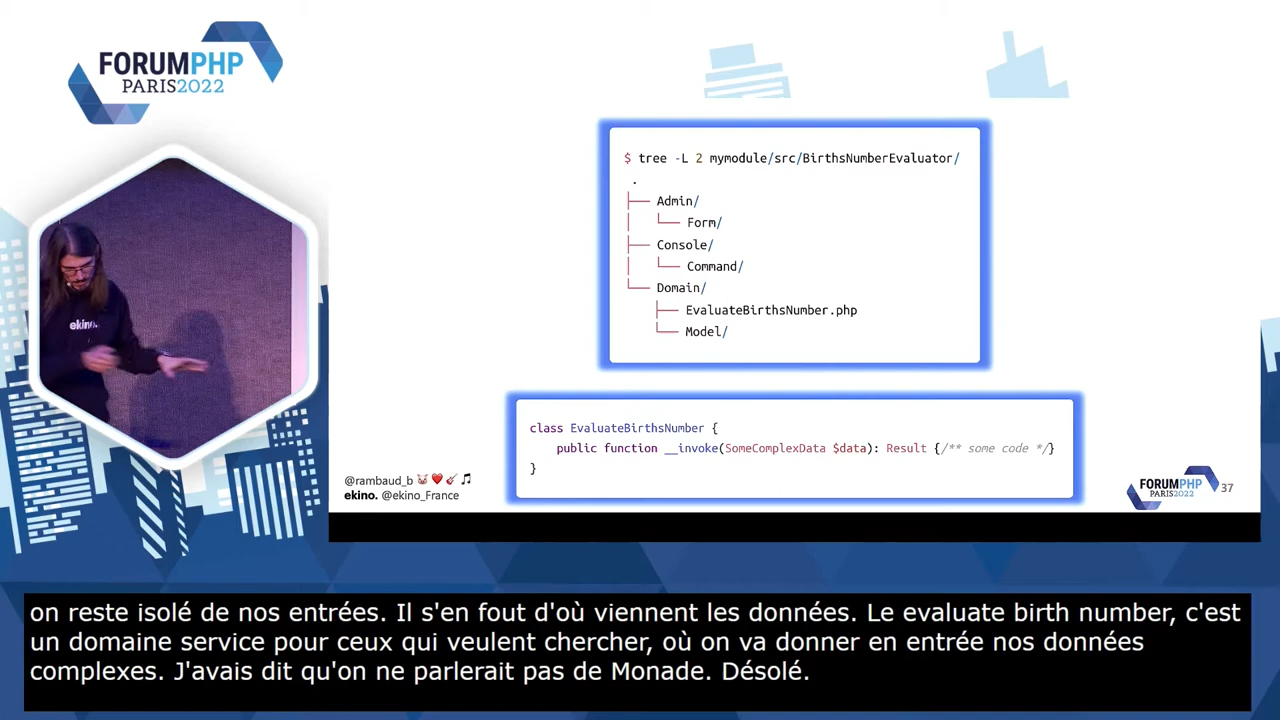 FORUMPHP
PARIS2022
ekino.
$ tree -L 2 mymodule/src/BirthsNumberEvaluator/
.
├── Admin/
│   └── Form/
├── Console/
│   └── Command/
└── Domain/
    ├── EvaluateBirthsNumber.php
    └── Model/
class EvaluateBirthsNumber {
    public function __invoke(SomeComplexData $data): Result {/** some code */}
}
@rambaud_b 🐷❤️🎸🎵
ekino. @ekino_France
FORUMPHP
PARIS2022
37
on reste isolé de nos entrées. Il s'en fout d'où viennent les données. Le evaluate birth number, c'est
un domaine service pour ceux qui veulent chercher, où on va donner en entrée nos données
complexes. J'avais dit qu'on ne parlerait pas de Monade. Désolé.